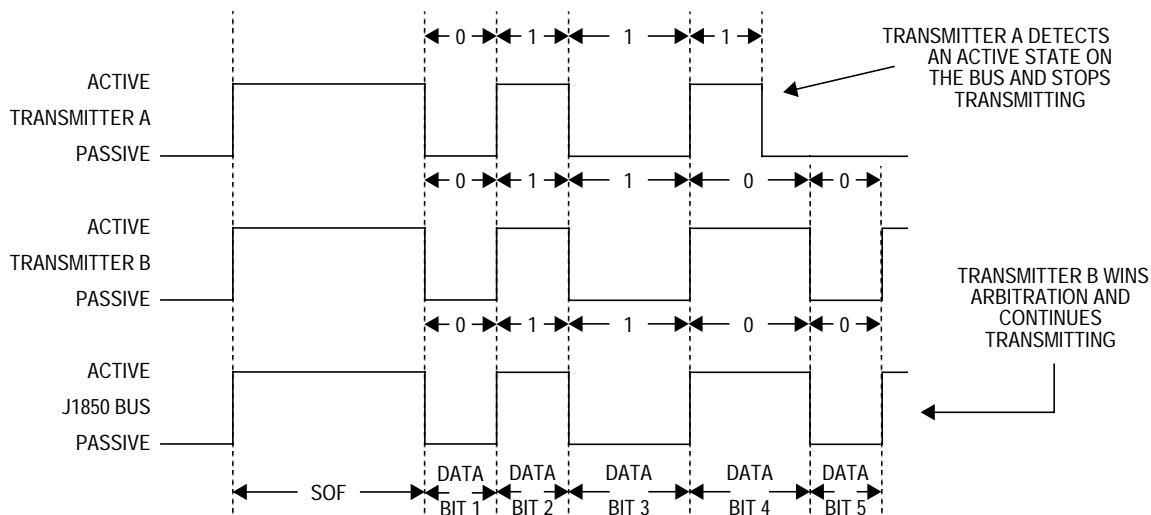 0 1 1 1
TRANSMITTER A DETECTS
AN ACTIVE STATE ON
THE BUS AND STOPS
TRANSMITTING
ACTIVE
TRANSMITTER A
PASSIVE
0 1 1 0 0
ACTIVE
TRANSMITTER B
PASSIVE
TRANSMITTER B WINS
ARBITRATION AND
CONTINUES
TRANSMITTING
0 1 1 0 0
ACTIVE
J1850 BUS
PASSIVE
SOF
DATA
BIT 1
DATA
BIT 2
DATA
BIT 3
DATA
BIT 4
DATA
BIT 5